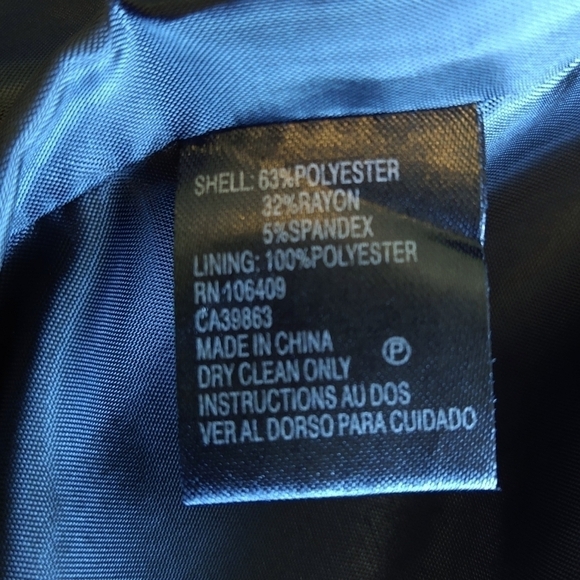 SHELL: 63%POLYESTER
32%RAYON
5%SPANDEX
LINING: 100%POLYESTER
RN 106409
CA39863
MADE IN CHINA
DRY CLEAN ONLY
P
INSTRUCTIONS AU DOS
VER AL DORSO PARA CUIDADO